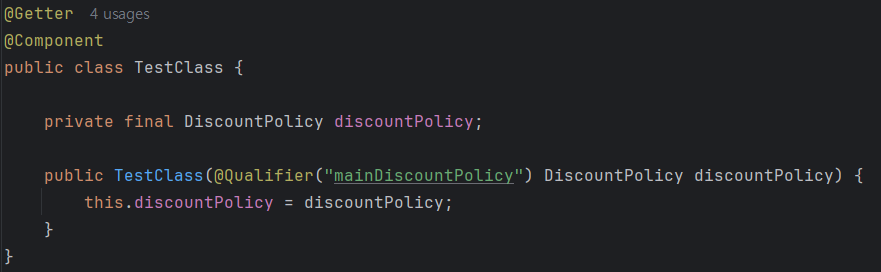 @Getter 4 usages
@Component
public class TestClass {
private final DiscountPolicy discountPolicy;
public TestClass(@Qualifier("mainDiscountPolicy") DiscountPolicy discountPolicy) {
this.discountPolicy = discountPolicy;
}
}